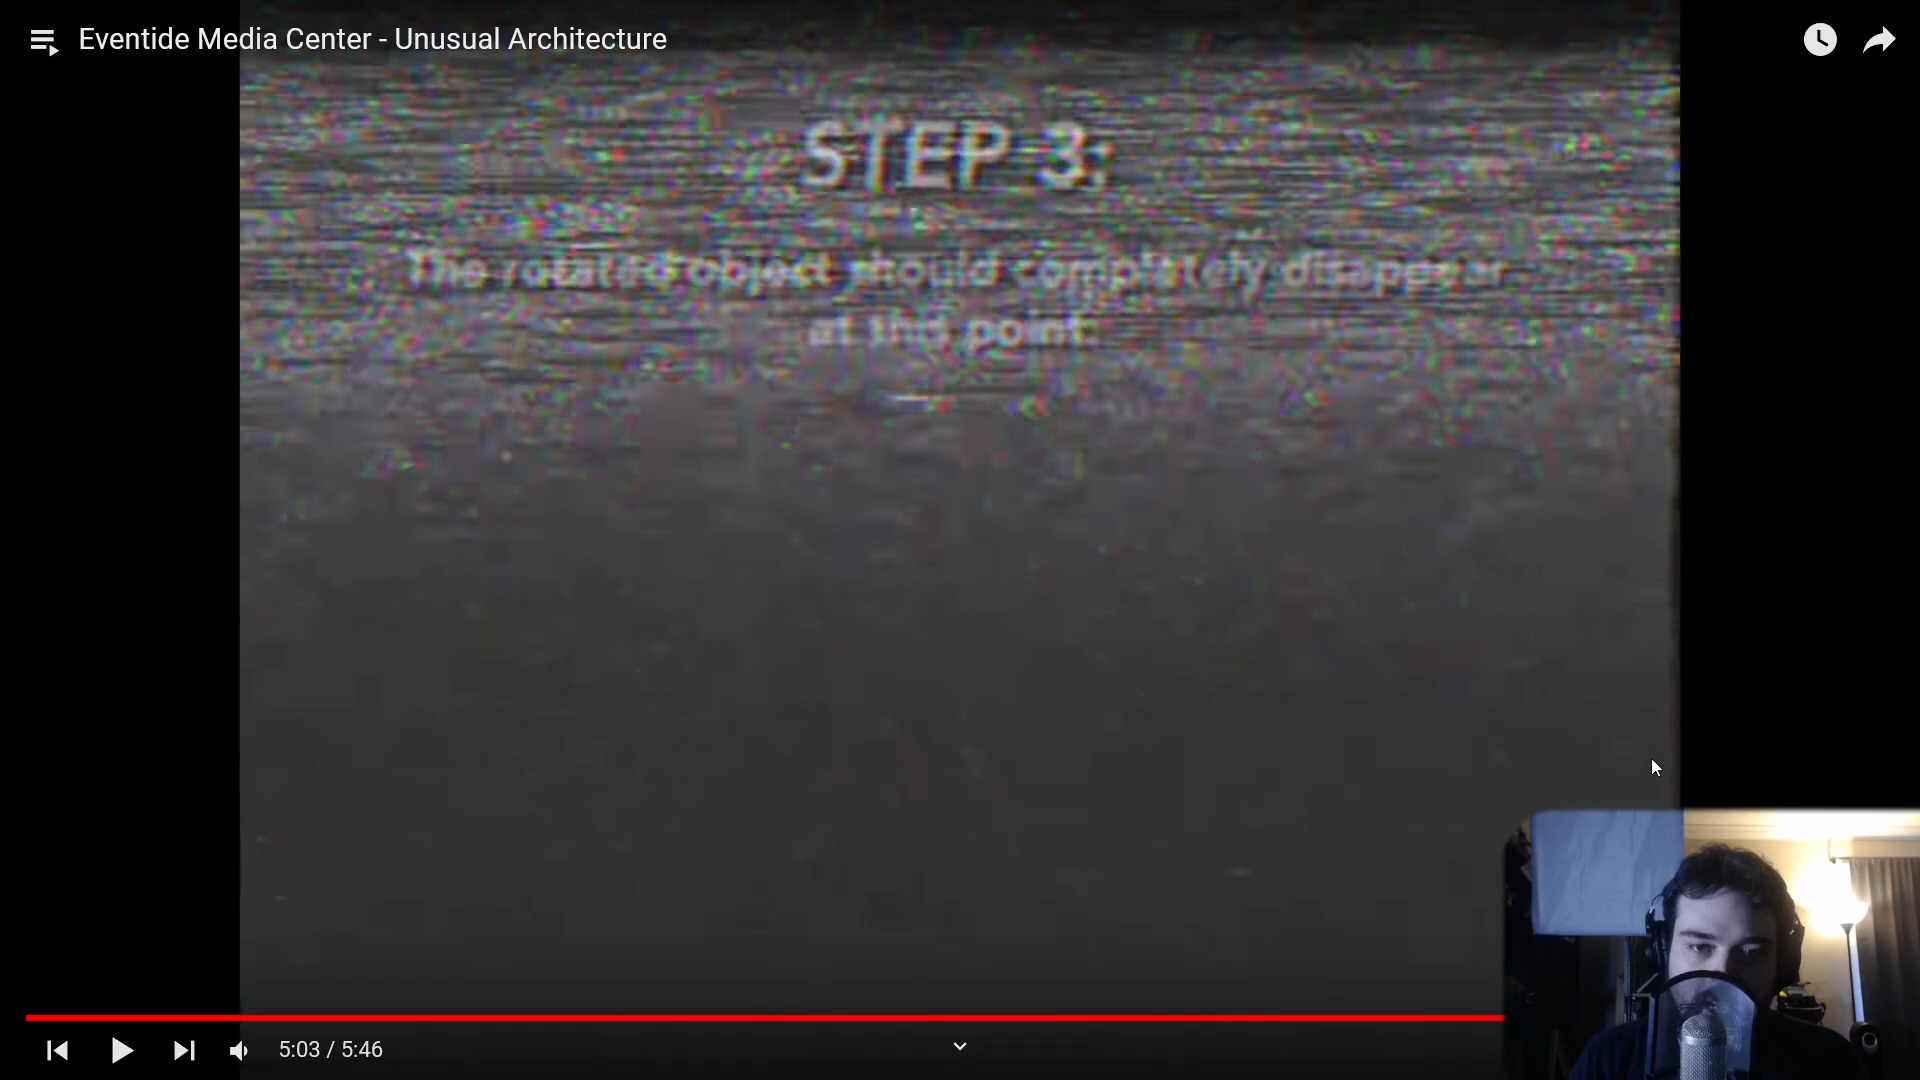 Eventide Media Center - Unusual Architecture
STEP 3:
The rotated object should completely disappear
at this point.
5:03 / 5:46